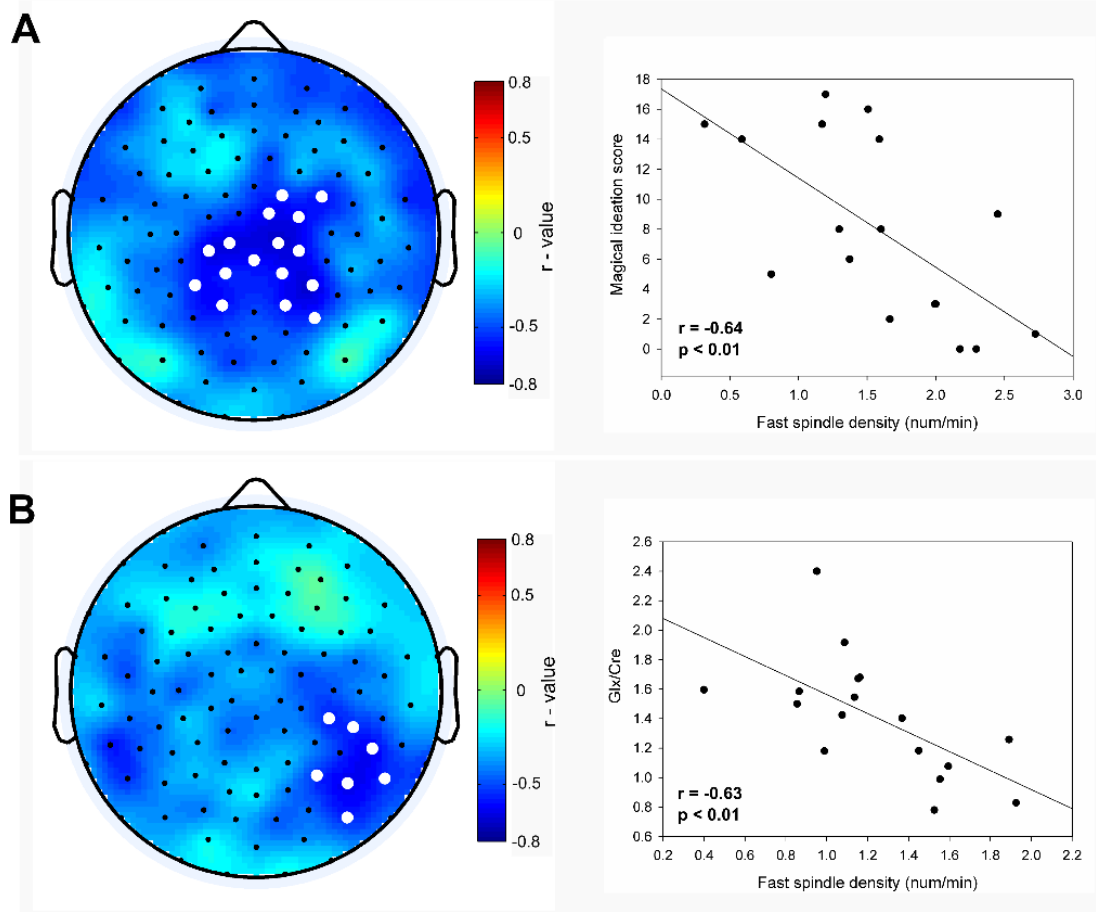 A
0.8
0.5
0
-0.5
-0.8
r - value
18
16
14
12
10
8
6
4
2
0
Magical ideation score
r = -0.64
p < 0.01
0.0 0.5 1.0 1.5 2.0 2.5 3.0
Fast spindle density (num/min)
B
0.8
0.5
0
-0.5
-0.8
r - value
2.6
2.4
2.2
2.0
1.8
1.6
1.4
1.2
1.0
0.8
0.6
Glx/Cre
r = -0.63
p < 0.01
0.2 0.4 0.6 0.8 1.0 1.2 1.4 1.6 1.8 2.0 2.2
Fast spindle density (num/min)